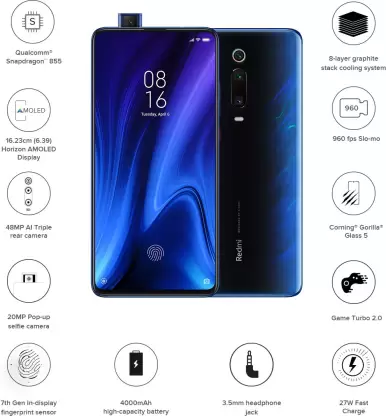 S
Qualcomm®
Snapdragon™ 855
AMOLED
16.23cm (6.39)
Horizon AMOLED
Display
48MP AI Triple
rear camera
20MP Pop-up
selfie camera
7th Gen In-display
fingerprint sensor
08
16
Saturday, April 6
Redmi
4000mAh
high-capacity battery
3.5mm headphone
jack
8-layer graphite
stack cooling system
960
960 fps Slo-mo
Corning® Gorilla®
Glass 5
Game Turbo 2.0
27W Fast
Charge